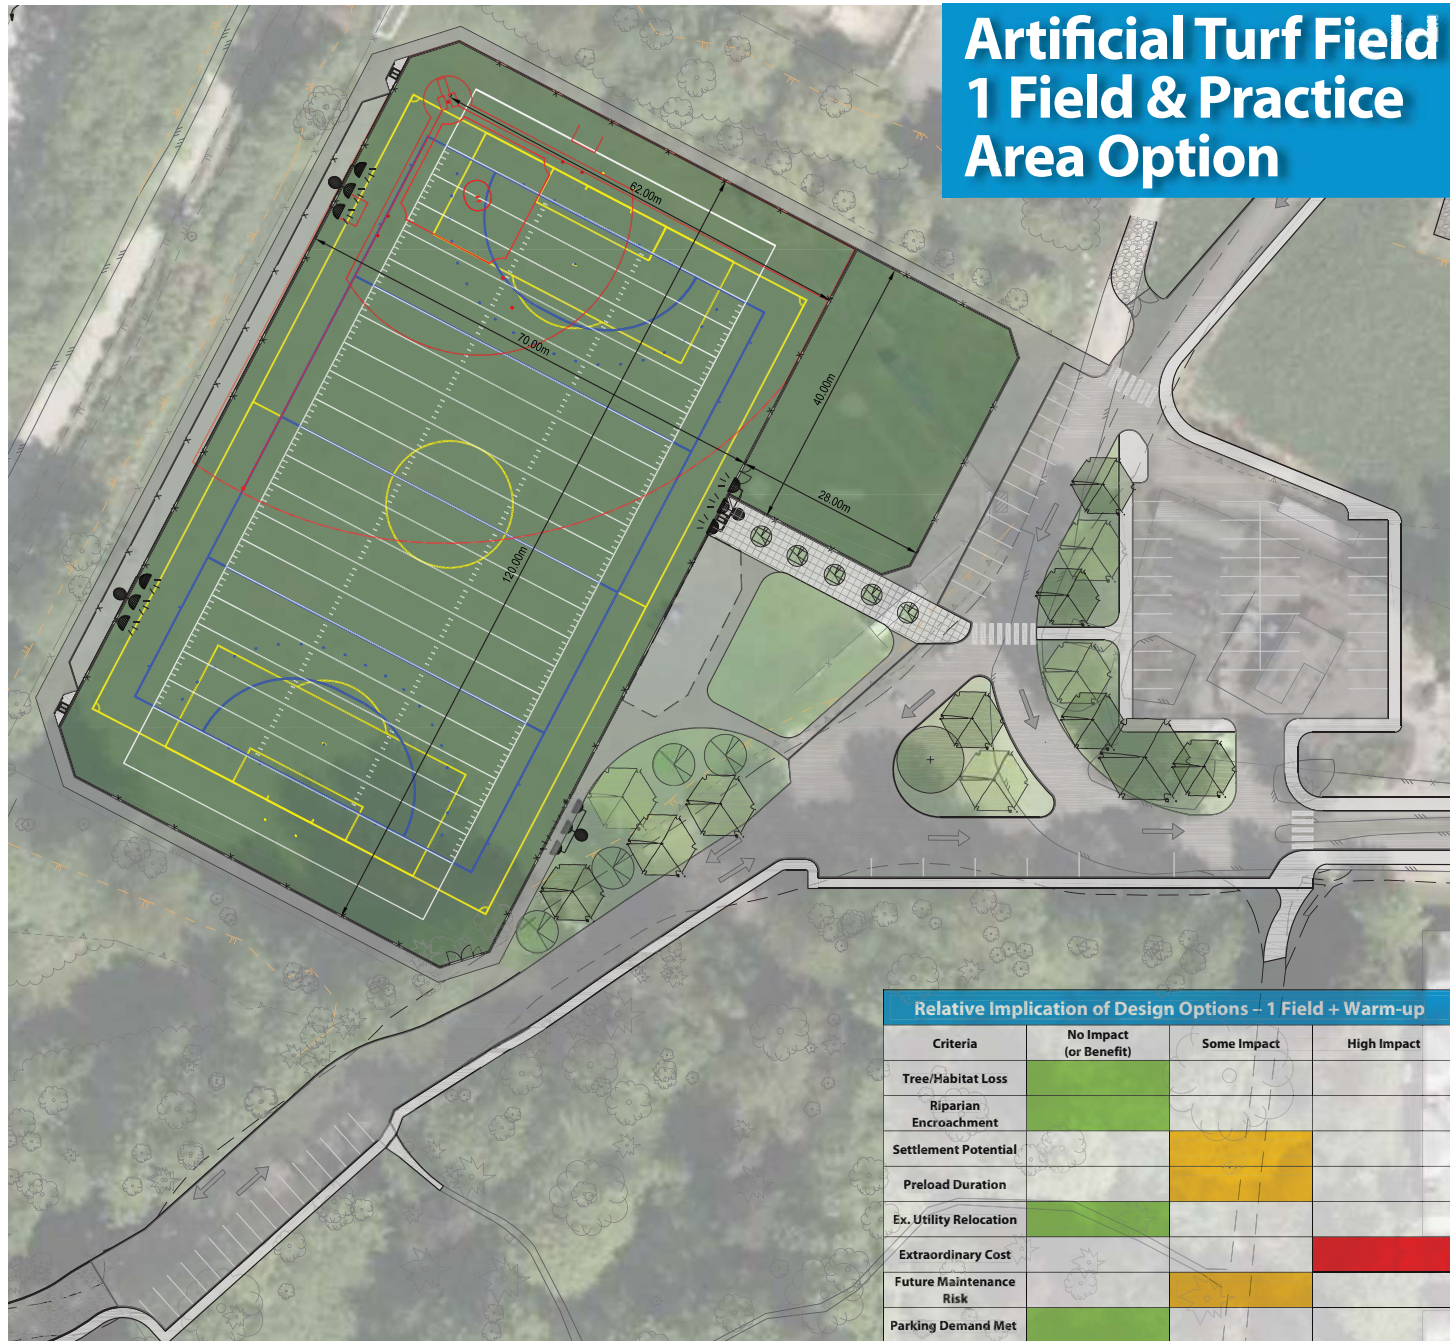 Artificial Turf Field
1 Field & Practice
Area Option
62.00m
70.00m
40.00m
28.00m
120.00m
Relative Implication of Design Options – 1 Field + Warm-up
Criteria
No Impact
(or Benefit)
Some Impact
High Impact
Tree/Habitat Loss
Riparian
Encroachment
Settlement Potential
Preload Duration
Ex. Utility Relocation
Extraordinary Cost
Future Maintenance
Risk
Parking Demand Met